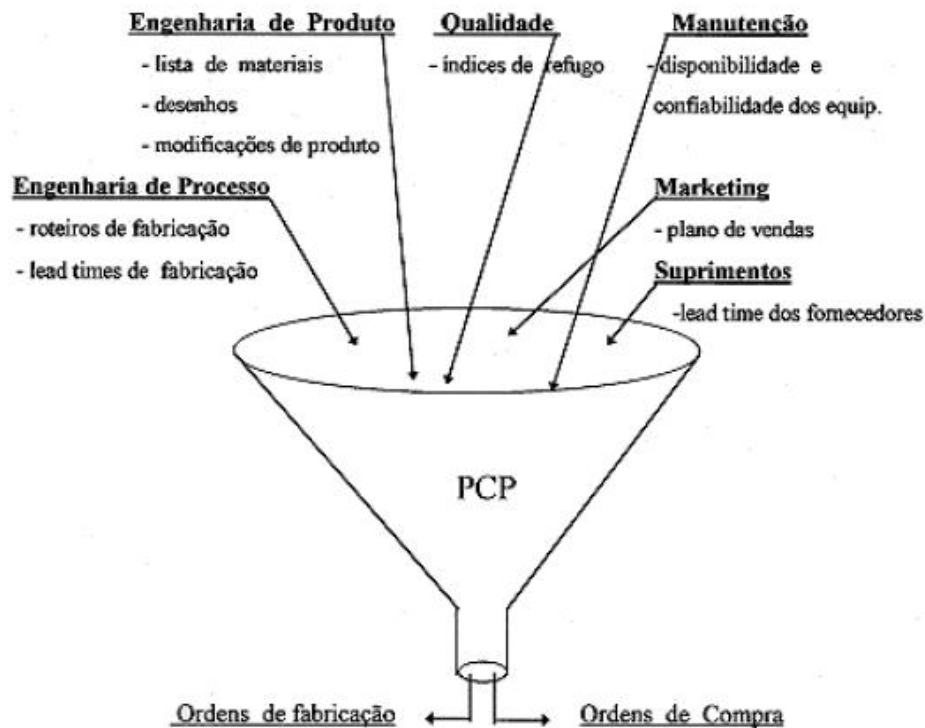 Engenharia de Produto
- lista de materiais
- desenhos
- modificações de produto
Qualidade
- índices de refugo
Manutenção
- disponibilidade e
confiabilidade dos equip.
Engenharia de Processo
- roteiros de fabricação
- lead times de fabricação
Marketing
- plano de vendas
Suprimentos
-lead time dos fornecedores
PCP
Ordens de fabricação
Ordens de Compra